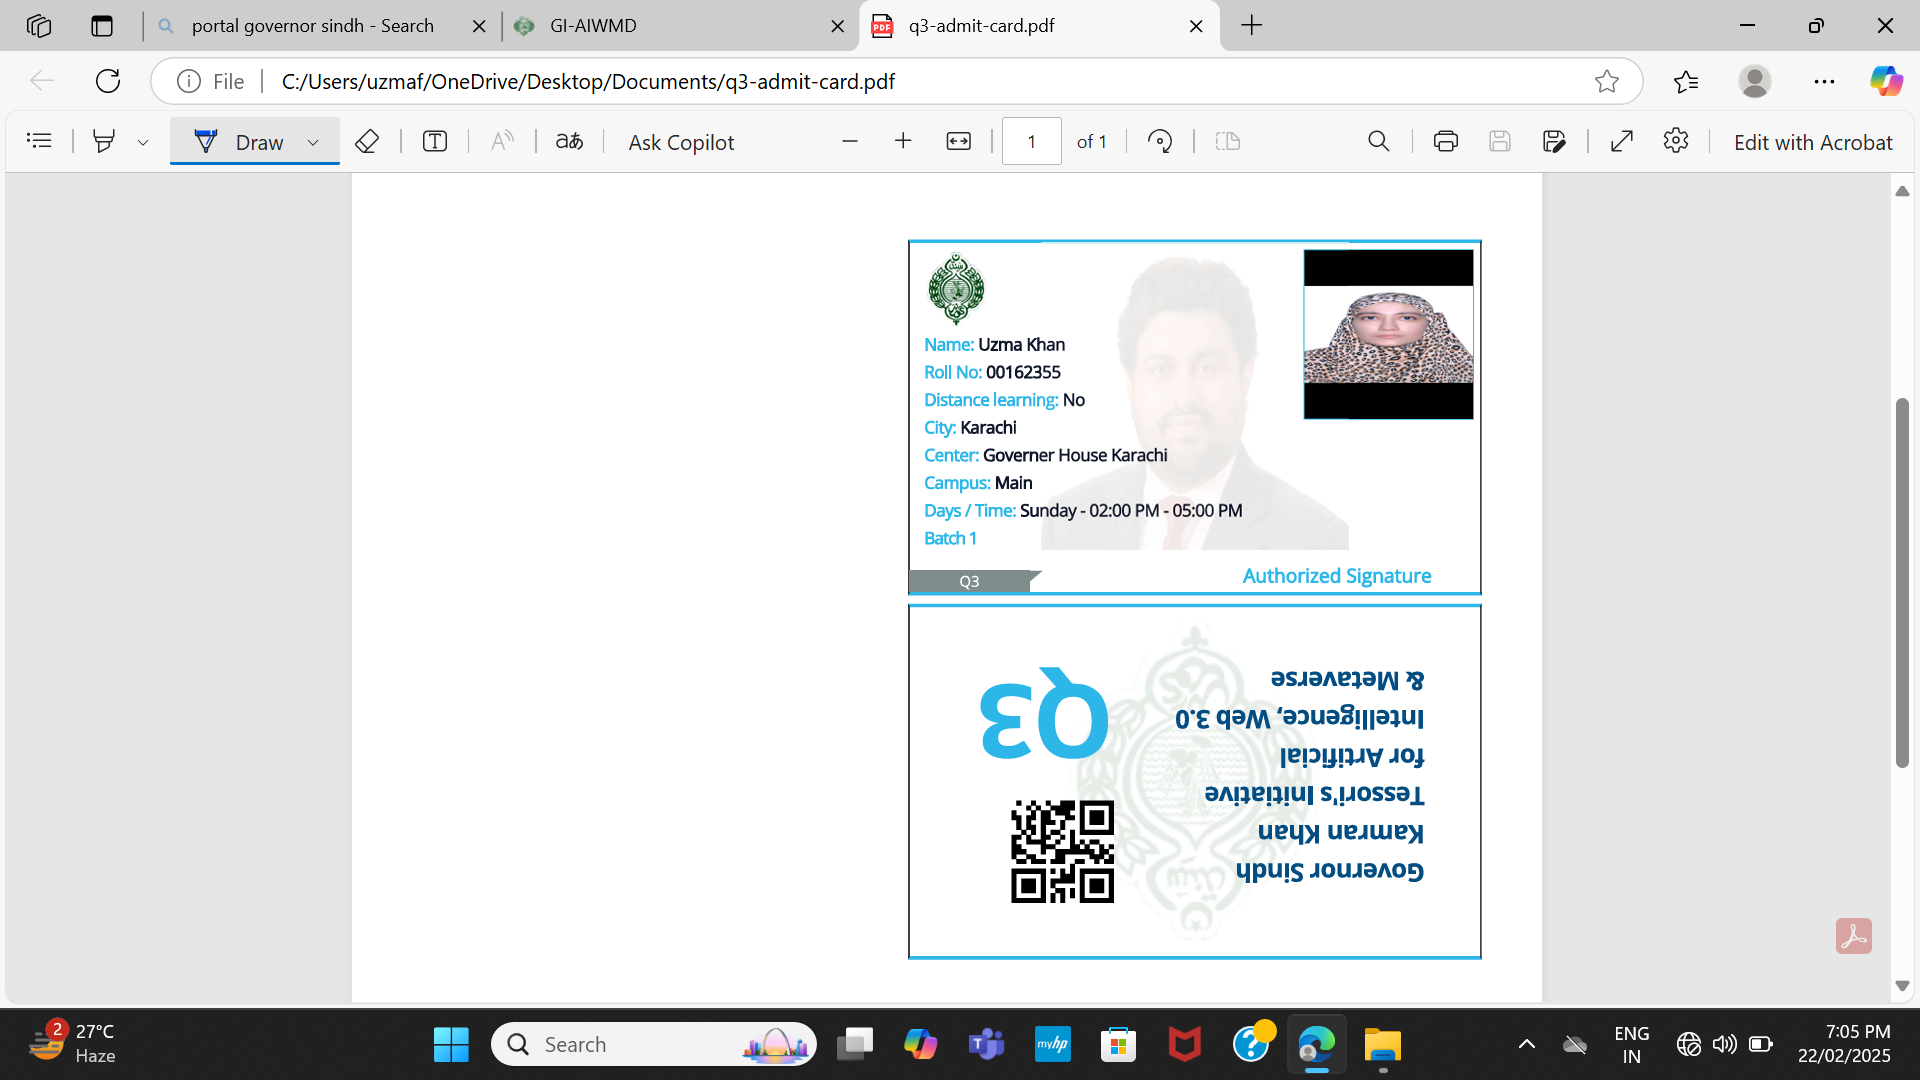 portal governor sindh - Search
GI-AIWMD
q3-admit-card.pdf
File
C:/Users/uzmaf/OneDrive/Desktop/Documents/q3-admit-card.pdf
Draw
Ask Copilot
1
of 1
Edit with Acrobat
Name: Uzma Khan
Roll No: 00162355
Distance learning: No
City: Karachi
Center: Governer House Karachi
Campus: Main
Days / Time: Sunday - 02:00 PM - 05:00 PM
Batch 1
Q3
Authorized Signature
Governor Sindh
Kamran Khan
Tessori's Initiative
for Artificial
Intelligence, Web 3.0
& Metaverse
Q3
2
27°C
Haze
Search
myhp
ENG
IN
7:05 PM
22/02/2025